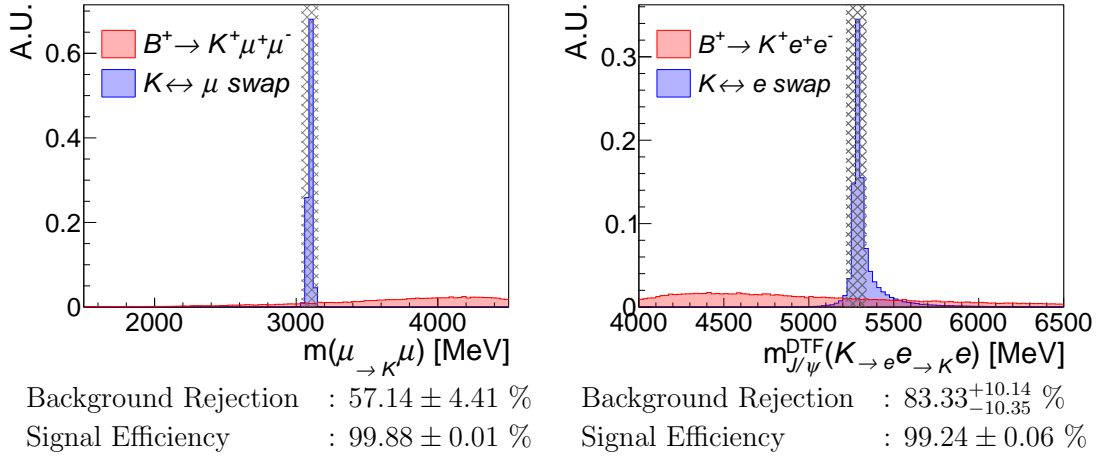 A.U.
B⁺→ K⁺μ⁺μ⁻
K↔ μ swap
0.6
0.4
0.2
0
2000 3000 4000
m(μ→K μ) [MeV]
Background Rejection : 57.14 ± 4.41 %
Signal Efficiency : 99.88 ± 0.01 %
A.U.
B⁺→ K⁺e⁺e⁻
K↔ e swap
0.3
0.2
0.1
0
4000 4500 5000 5500 6000 6500
m^DTF_J/ψ(K→e e→K e) [MeV]
Background Rejection : 83.33 +10.14 −10.35 %
Signal Efficiency : 99.24 ± 0.06 %